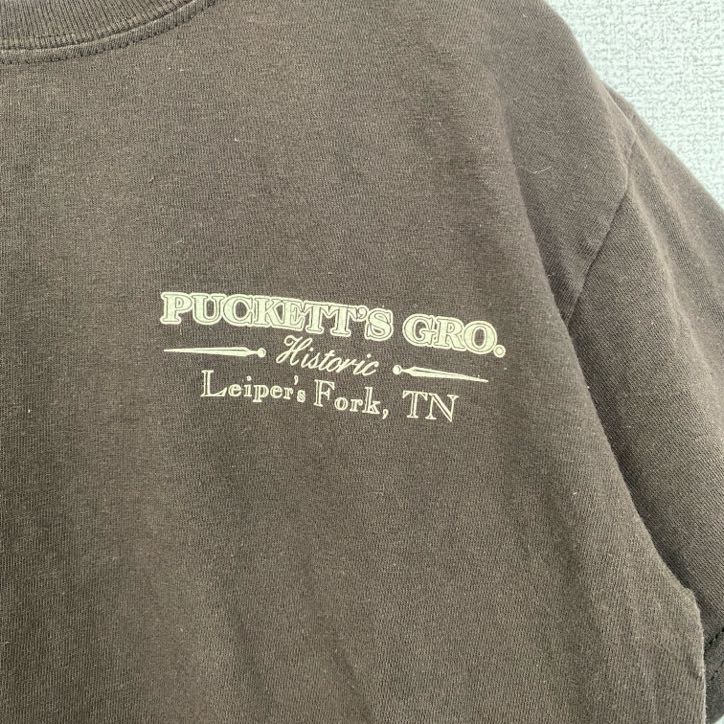 PUCKETT'S GRO.
Historic
Leiper's Fork, TN